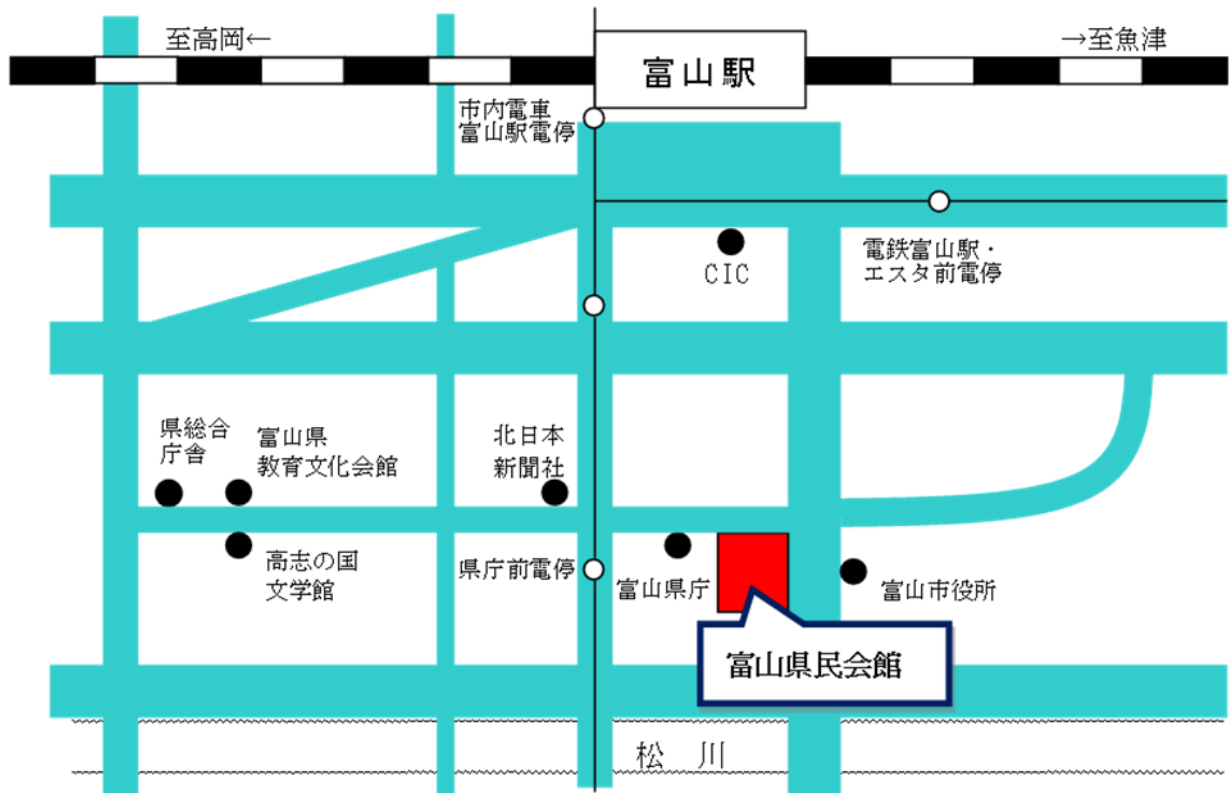 至高岡←
→至魚津
富山駅
市内電車
富山駅電停
CIC
電鉄富山駅・
エスタ前電停
県総合
庁舎
富山県
教育文化会館
北日本
新聞社
高志の国
文学館
県庁前電停
富山県庁
富山市役所
富山県民会館
松 川